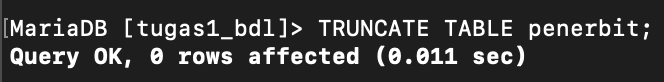 [MariaDB [tugas1_bdl]> TRUNCATE TABLE penerbit;
Query OK, 0 rows affected (0.011 sec)